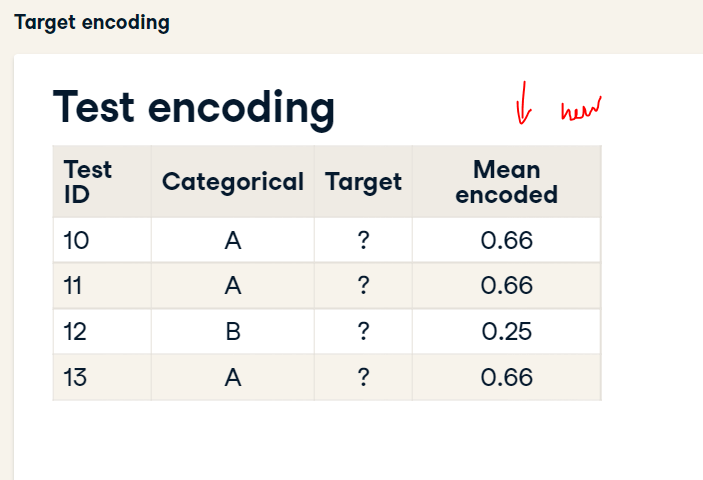 Target encoding
Test encoding
new
Test ID Categorical Target Mean encoded
10 A ? 0.66
11 A ? 0.66
12 B ? 0.25
13 A ? 0.66